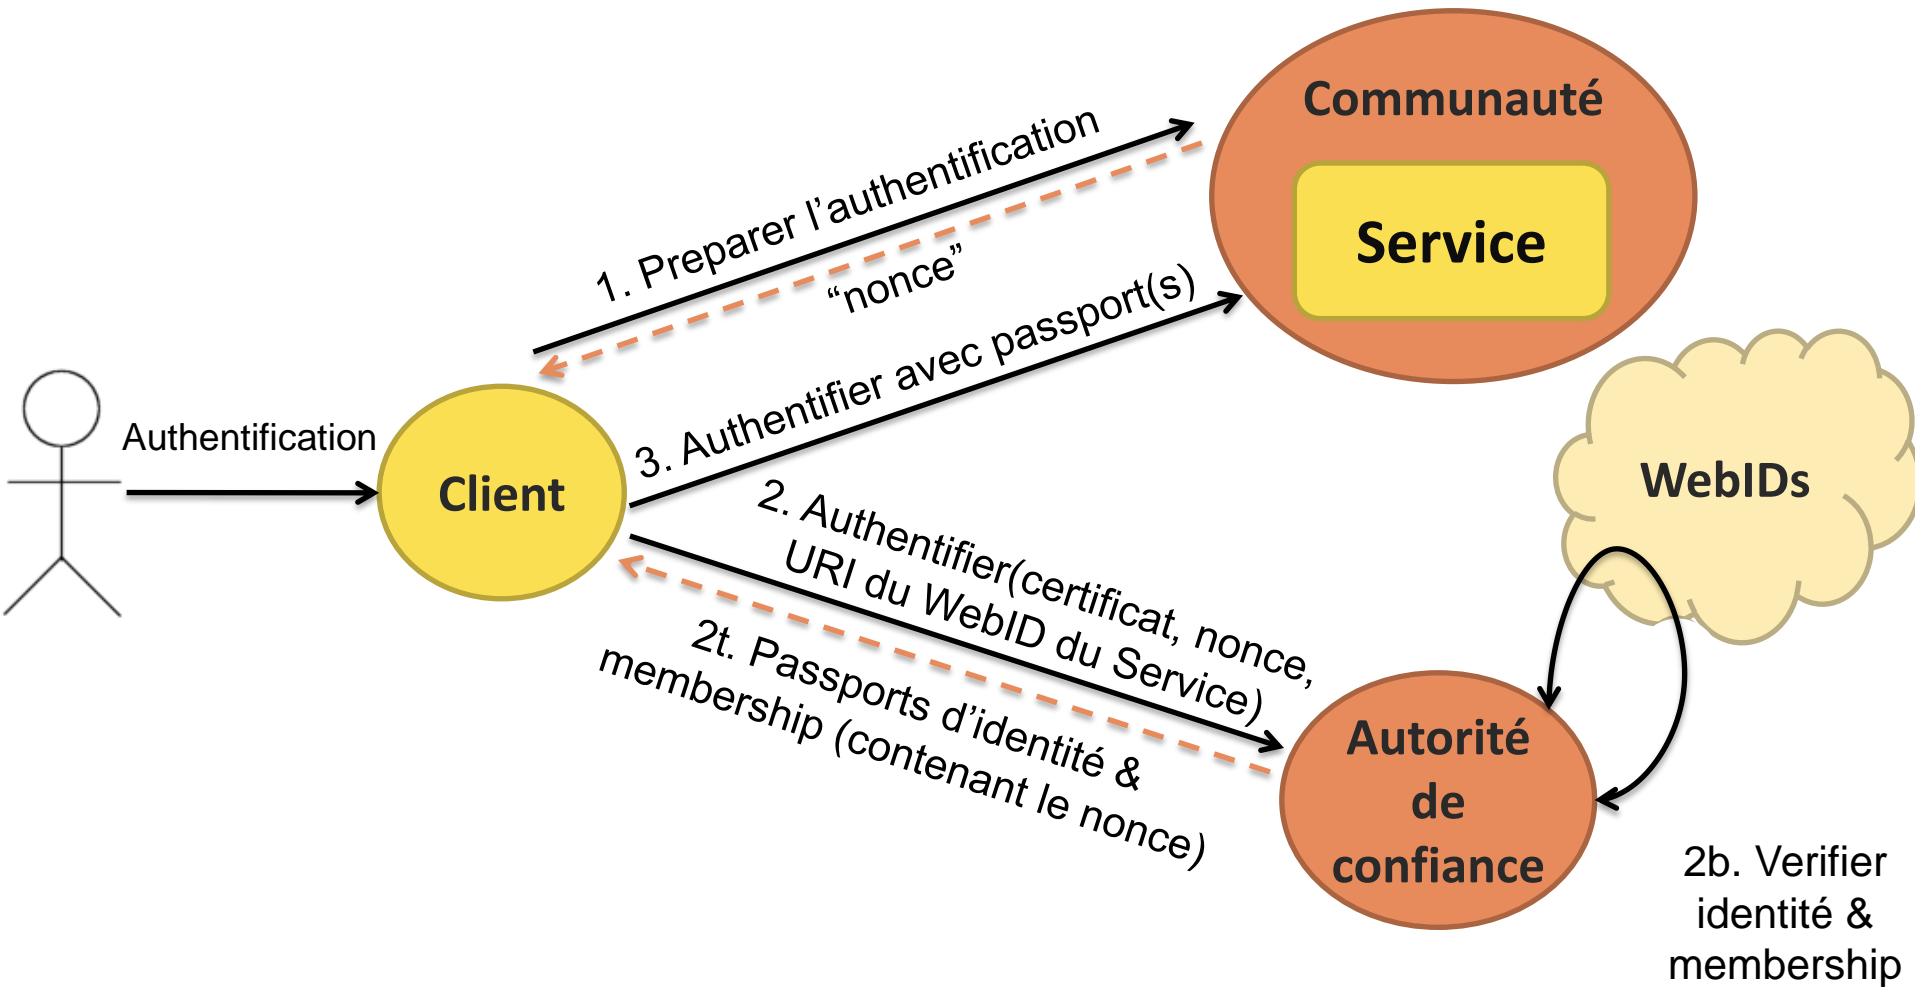 Communauté
Service
1. Preparer l’authentification
“nonce”
3. Authentifier avec passport(s)
Authentification
Client
WebIDs
2. Authentifier(certificat, nonce,
URI du WebID du Service)
2t. Passports d’identité &
membership (contenant le nonce)
Autorité
de
confiance
2b. Verifier
identité &
membership